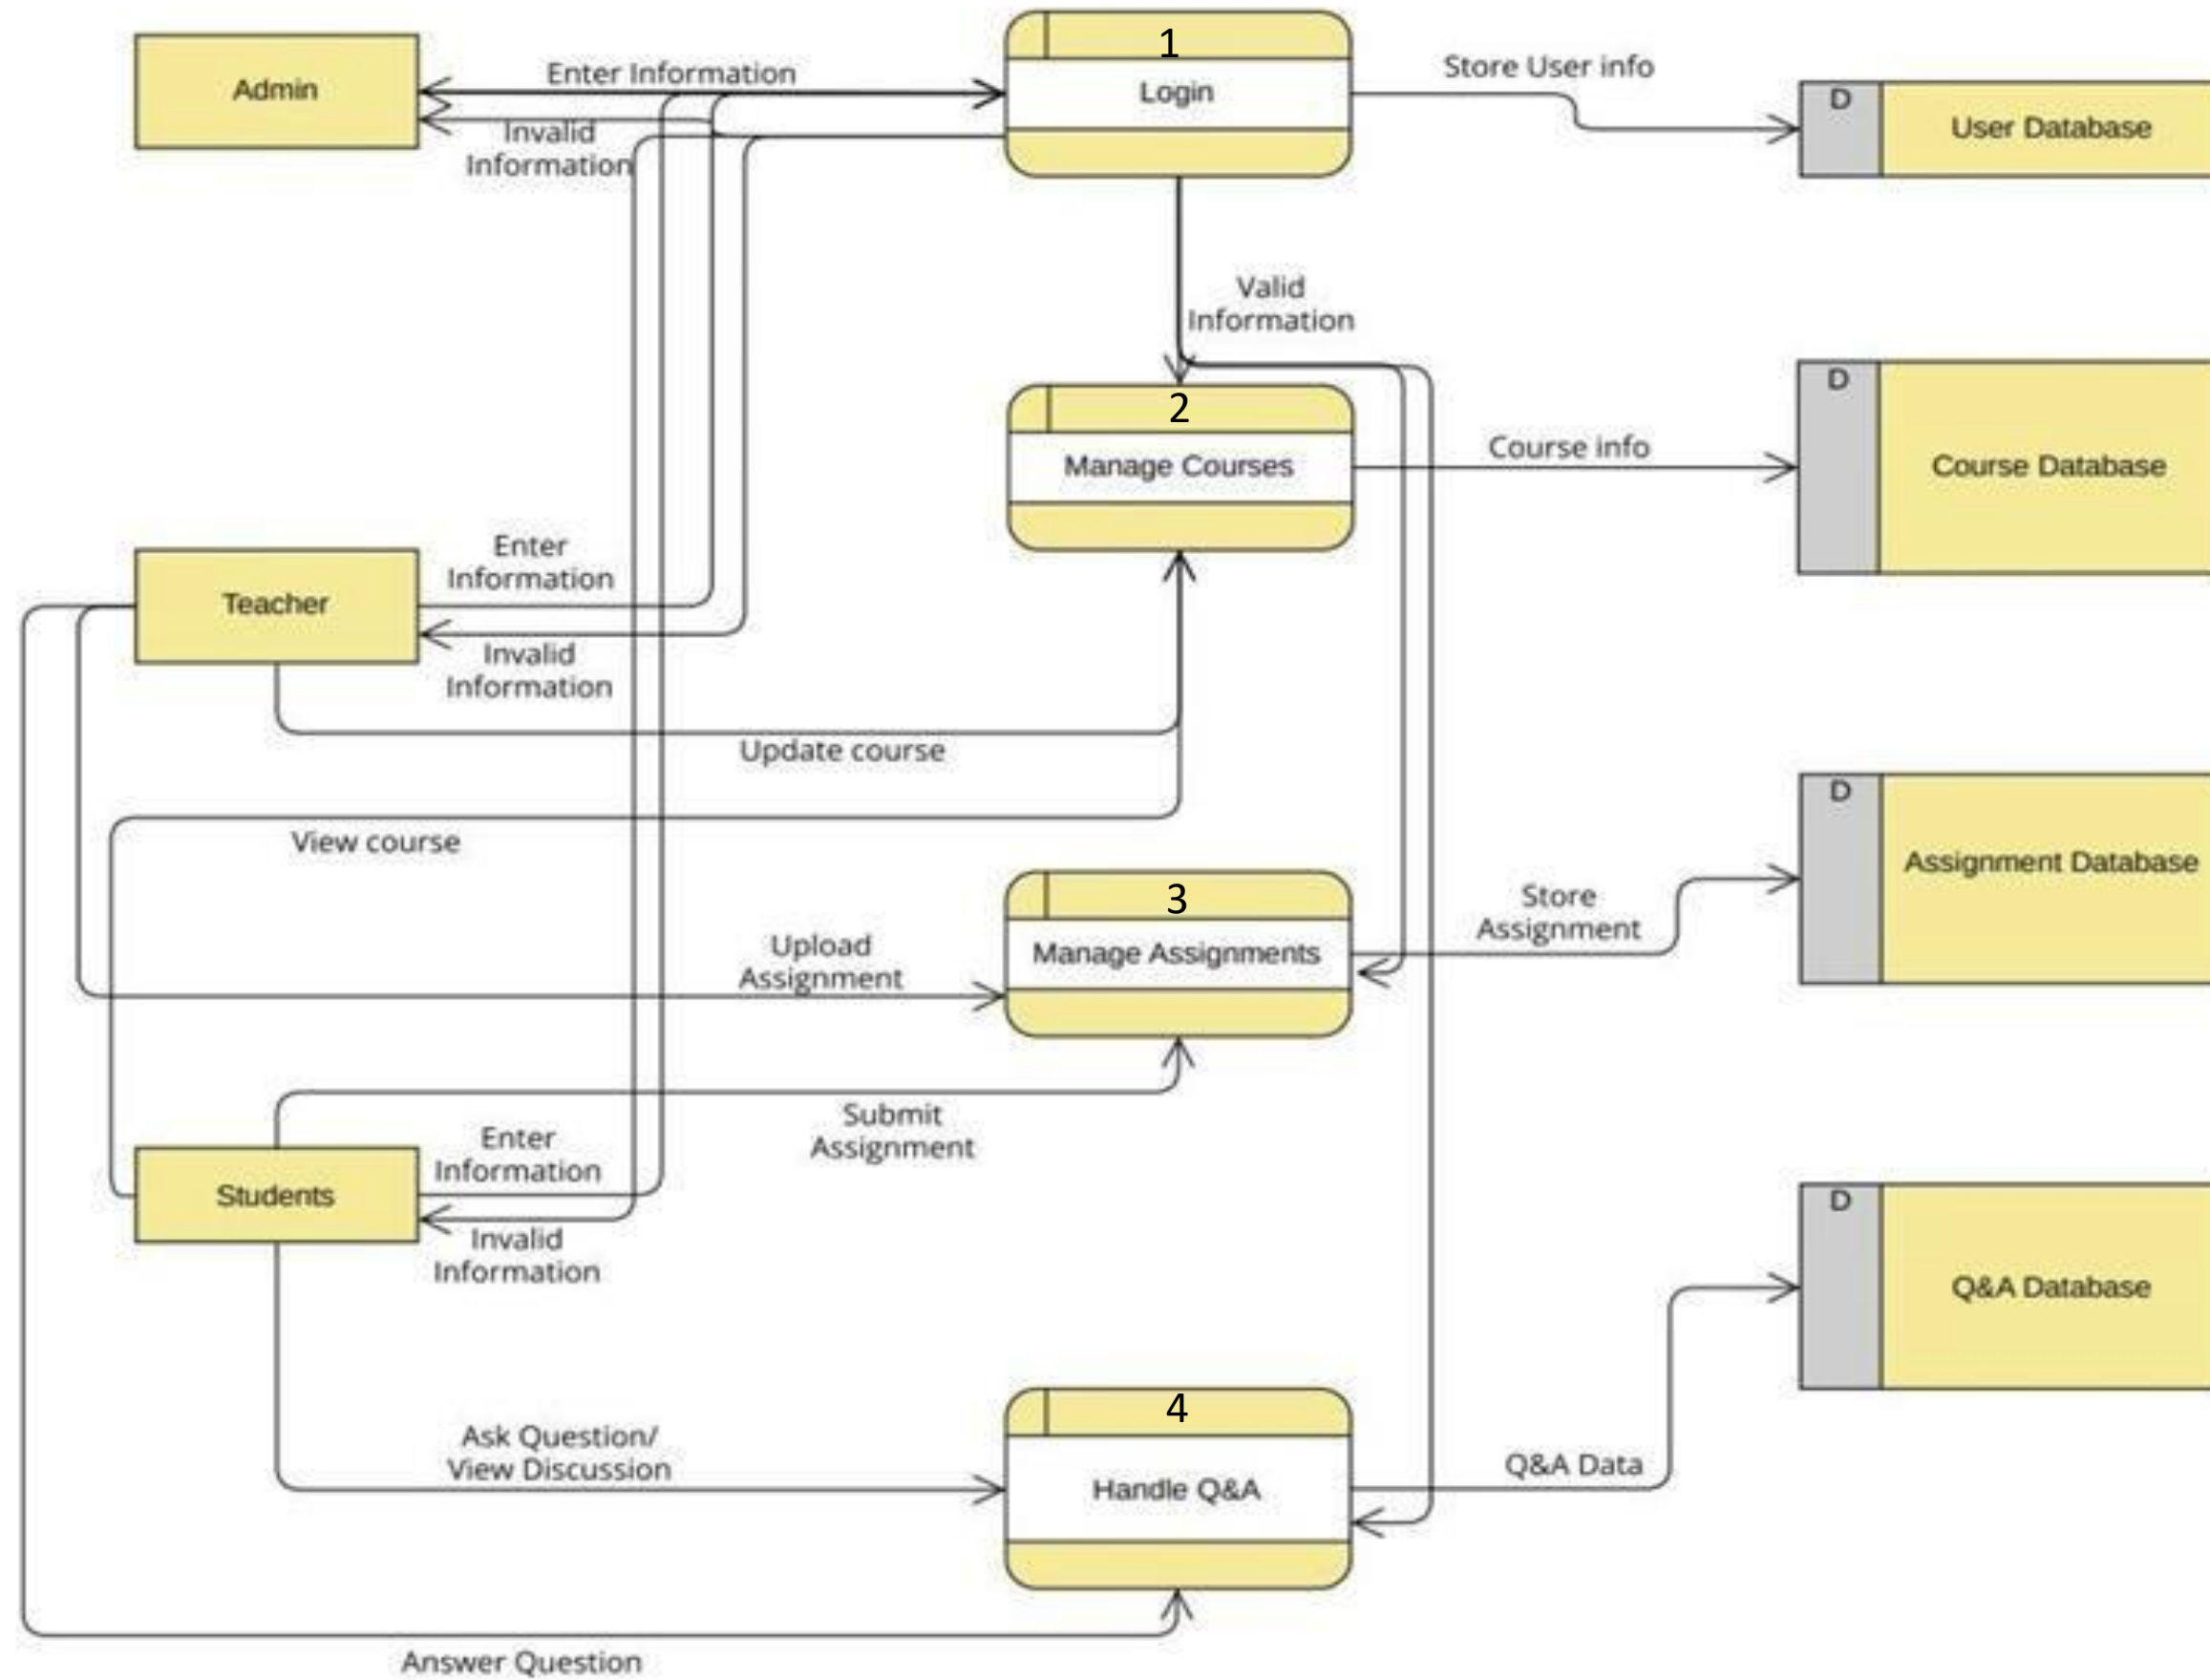 1
Login
Admin
Enter Information
Invalid
Information
Store User info
D
User Database
Valid
Information
2
Manage Courses
Course info
D
Course Database
Teacher
Enter
Information
Invalid
Information
Update course
View course
Upload
Assignment
3
Manage Assignments
Store
Assignment
D
Assignment Database
Submit
Assignment
Students
Enter
Information
Invalid
Information
D
Q&A Database
Ask Question/
View Discussion
4
Handle Q&A
Q&A Data
Answer Question